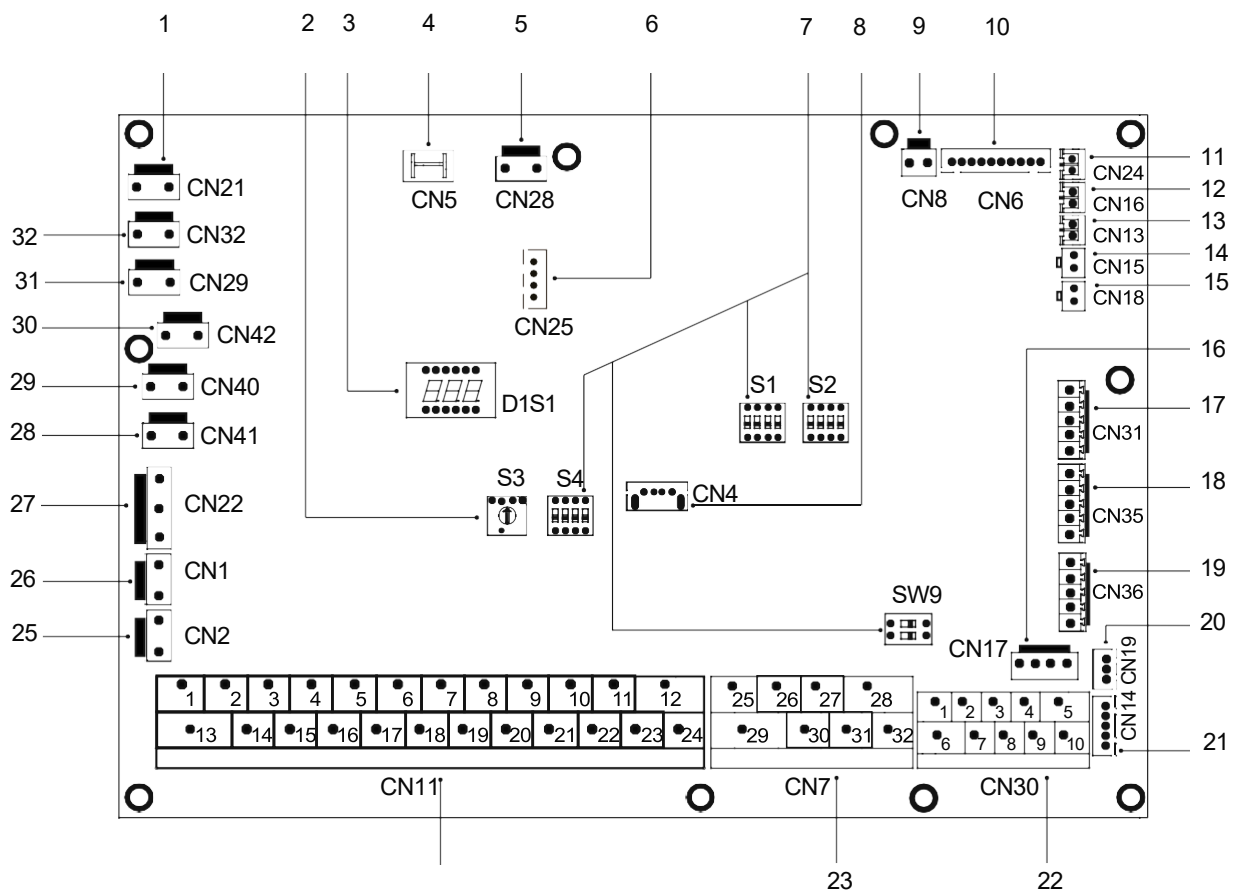 1 2 3 4 5 6 7 8 9 10
CN21
CN5
CN28
CN8
CN6
CN24
11
CN16
12
32
CN32
CN13
13
31
CN29
CN15
14
CN18
15
30
CN42
CN25
16
29
CN40
D1S1
S1
S2
17
28
CN41
CN31
S3
S4
CN4
18
27
CN22
CN35
26
CN1
19
SW9
CN36
25
CN2
CN17
20
CN19
1 2 3 4 5 6 7 8 9 10 11 12
25 26 27 28
1 2 3 4 5
CN14
13 14 15 16 17 18 19 20 21 22 23 24
29 30 31 32
6 7 8 9 10
21
CN11
CN7
CN30
23
22